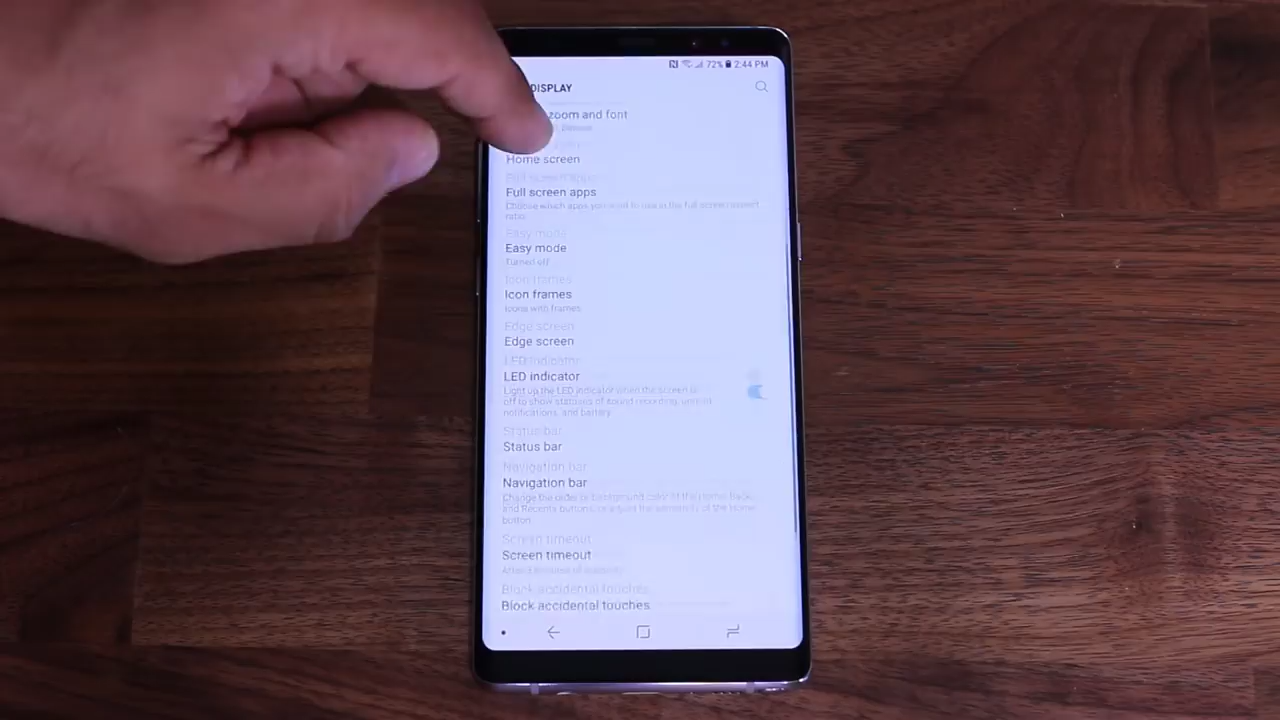 72% 2:44 PM
DISPLAY
zoom and font
Home screen
Full screen apps
Choose which apps you want to use in the full screen aspect
ratio.
Easy mode
Turned off
Icon frames
Icons with frames
Edge screen
LED indicator
Light up the LED indicator when the screen is
off to show statuses of sound recording, unread
notifications, and battery.
Status bar
Navigation bar
Change the order or background color of the Home, Back,
and Recents buttons, or adjust the sensitivity of the Home
button.
Screen timeout
Block accidental touches